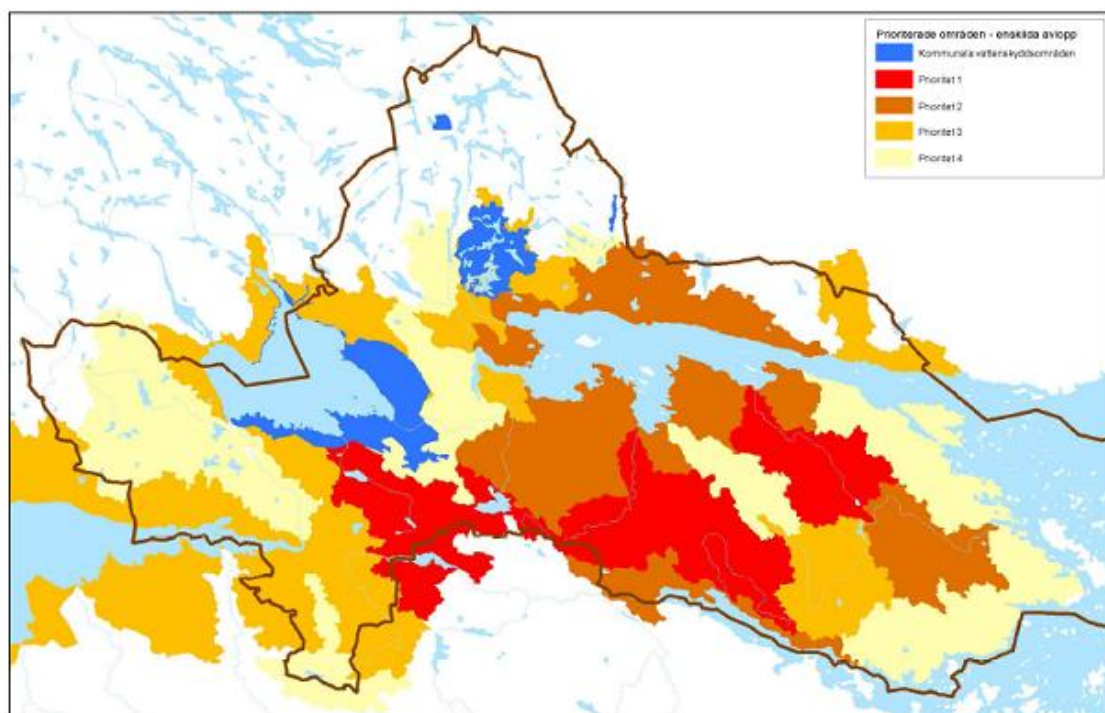 Prioriterade områden - enskilda avlopp
Kommunala vattenskyddsområden
Prioritet 1
Prioritet 2
Prioritet 3
Prioritet 4